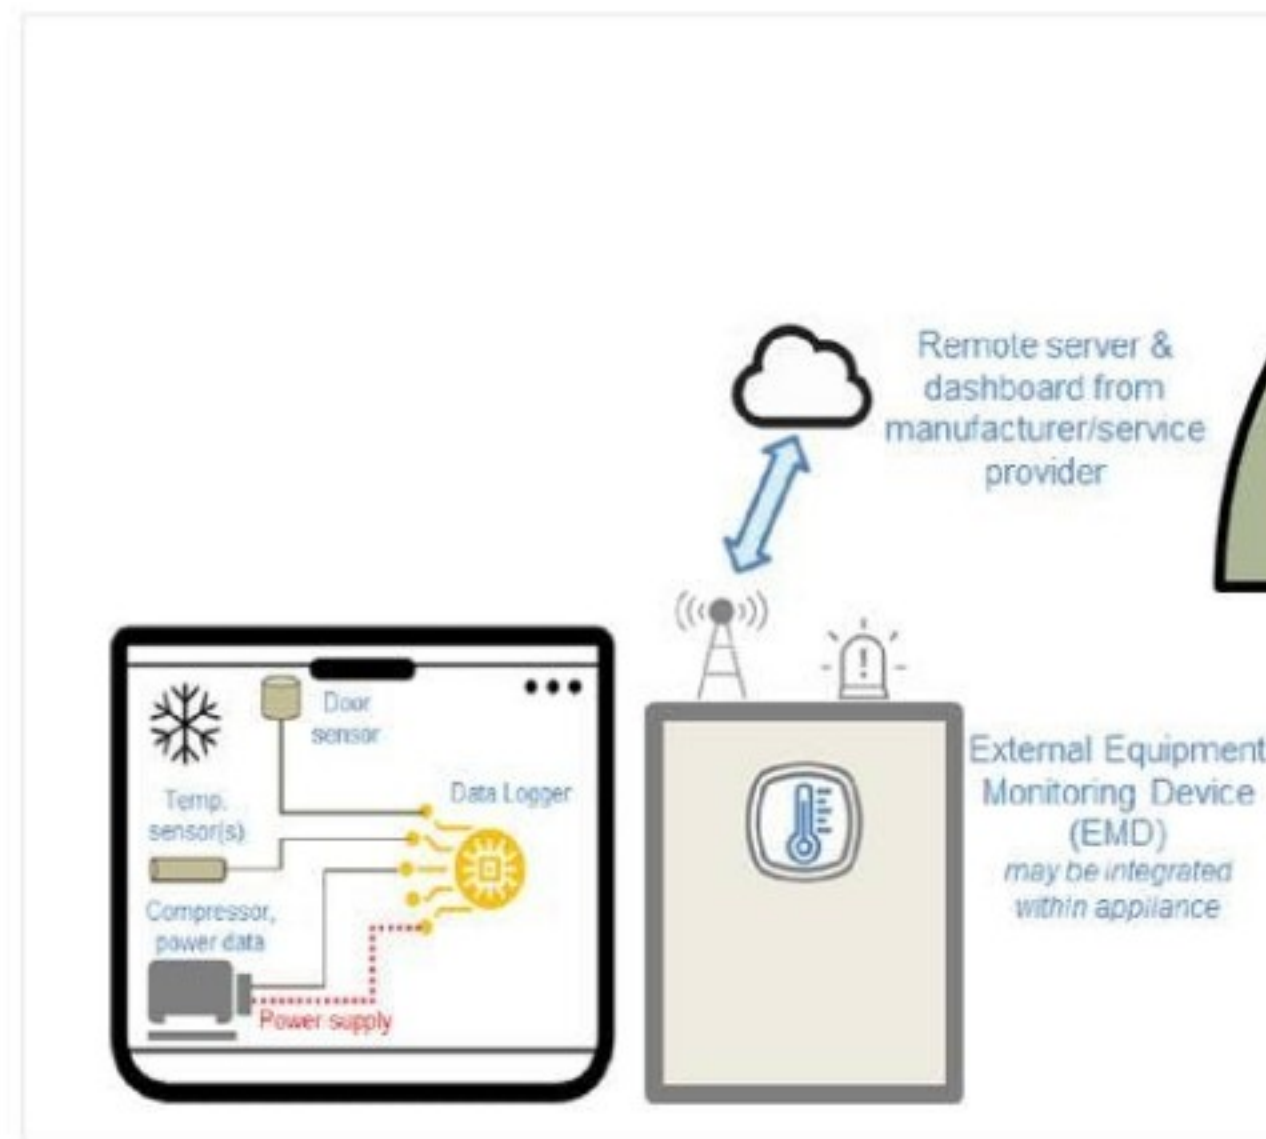 Remote server &
dashboard from
manufacturer/service
provider
Door
sensor
Data Logger
Temp.
sensor(s)
Compressor,
power data
Power supply
External Equipment
Monitoring Device
(EMD)
may be integrated
within appliance